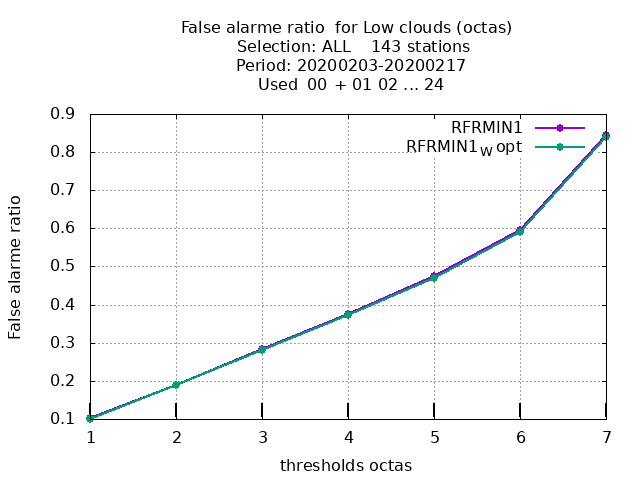 False alarme ratio  for Low clouds (octas)
Selection: ALL    143 stations
Period: 20200203-20200217
Used  00 + 01 02 ... 24
RFRMIN1
RFRMIN1W opt
False alarme ratio
0.9
0.8
0.7
0.6
0.5
0.4
0.3
0.2
0.1
1 2 3 4 5 6 7
thresholds octas